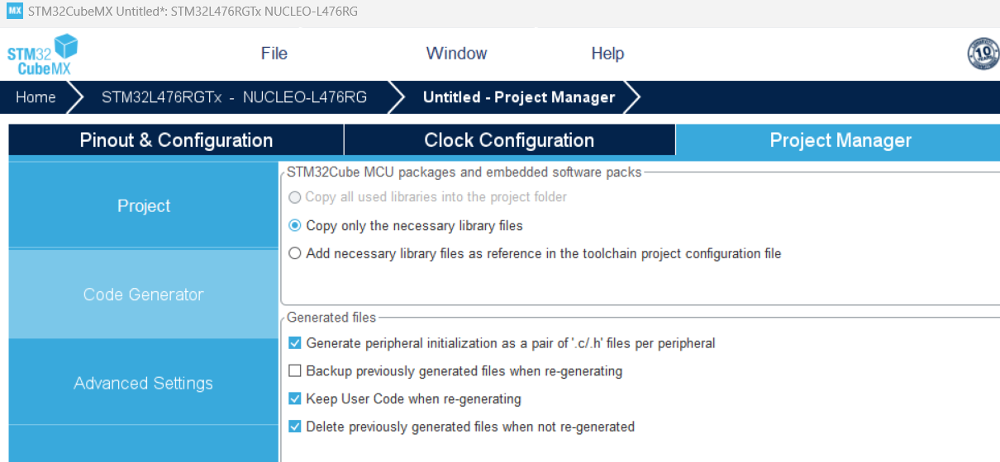 MX STM32CubeMX Untitled*: STM32L476RGTx NUCLEO-L476RG
STM32 CubeMX
File Window Help
10
Home STM32L476RGTx - NUCLEO-L476RG Untitled - Project Manager
Pinout & Configuration Clock Configuration Project Manager
Project
Code Generator
Advanced Settings
STM32Cube MCU packages and embedded software packs
Copy all used libraries into the project folder
Copy only the necessary library files
Add necessary library files as reference in the toolchain project configuration file
Generated files
Generate peripheral initialization as a pair of '.c/.h' files per peripheral
Backup previously generated files when re-generating
Keep User Code when re-generating
Delete previously generated files when not re-generated